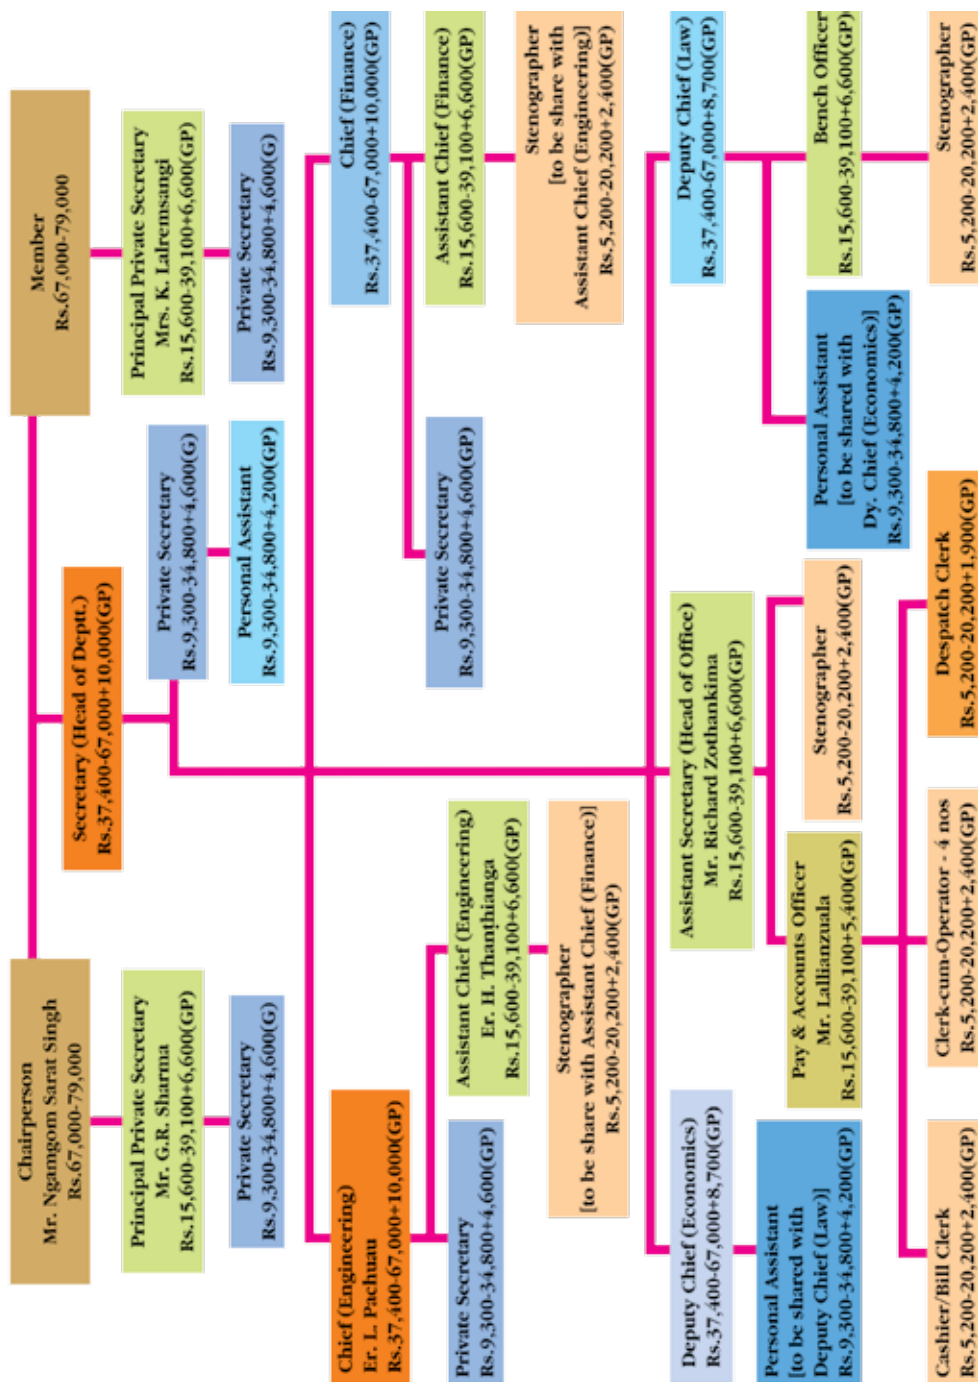 Chairperson
Mr. Ngamgom Sarat Singh
Rs.67,000-79,000
Member
Rs.67,000-79,000
Secretary (Head of Deptt.)
Rs.37,400-67,000+10,000(GP)
Principal Private Secretary
Mr. G.R. Sharma
Rs.15,600-39,100+6,600(GP)
Private Secretary
Rs.9,300-34,800+4,600(G)
Principal Private Secretary
Mrs. K. Lalremsangi
Rs.15,600-39,100+6,600(GP)
Private Secretary
Rs.9,300-34,800+4,600(G)
Private Secretary
Rs.9,300-34,800+4,600(G)
Personal Assistant
Rs.9,300-34,800+4,200(GP)
Chief (Engineering)
Er. L. Pachuau
Rs.37,400-67,000+10,000(GP)
Chief (Finance)
Rs.37,400-67,000+10,000(GP)
Private Secretary
Rs.9,300-34,800+4,600(GP)
Assistant Chief (Engineering)
Er. H. Thanthianga
Rs.15,600-39,100+6,600(GP)
Private Secretary
Rs.9,300-34,800+4,600(GP)
Assistant Chief (Finance)
Rs.15,600-39,100+6,600(GP)
Stenographer
[to be share with Assistant Chief (Finance)]
Rs.5,200-20,200+2,400(GP)
Stenographer
[to be share with
Assistant Chief (Engineering)]
Rs.5,200-20,200+2,400(GP)
Deputy Chief (Economics)
Rs.37,400-67,000+8,700(GP)
Assistant Secretary (Head of Office)
Mr. Richard Zothankima
Rs.15,600-39,100+6,600(GP)
Deputy Chief (Law)
Rs.37,400-67,000+8,700(GP)
Personal Assistant
[to be shared with
Deputy Chief (Law)]
Rs.9,300-34,800+4,200(GP)
Pay & Accounts Officer
Mr. Lallianzuala
Rs.15,600-39,100+5,400(GP)
Stenographer
Rs.5,200-20,200+2,400(GP)
Personal Assistant
[to be shared with
Dy. Chief (Economics)]
Rs.9,300-34,800+4,200(GP)
Bench Officer
Rs.15,600-39,100+6,600(GP)
Cashier/Bill Clerk
Rs.5,200-20,200+2,400(GP)
Clerk-cum-Operator - 4 nos
Rs.5,200-20,200+2,400(GP)
Despatch Clerk
Rs.5,200-20,200+1,900(GP)
Stenographer
Rs.5,200-20,200+2,400(GP)